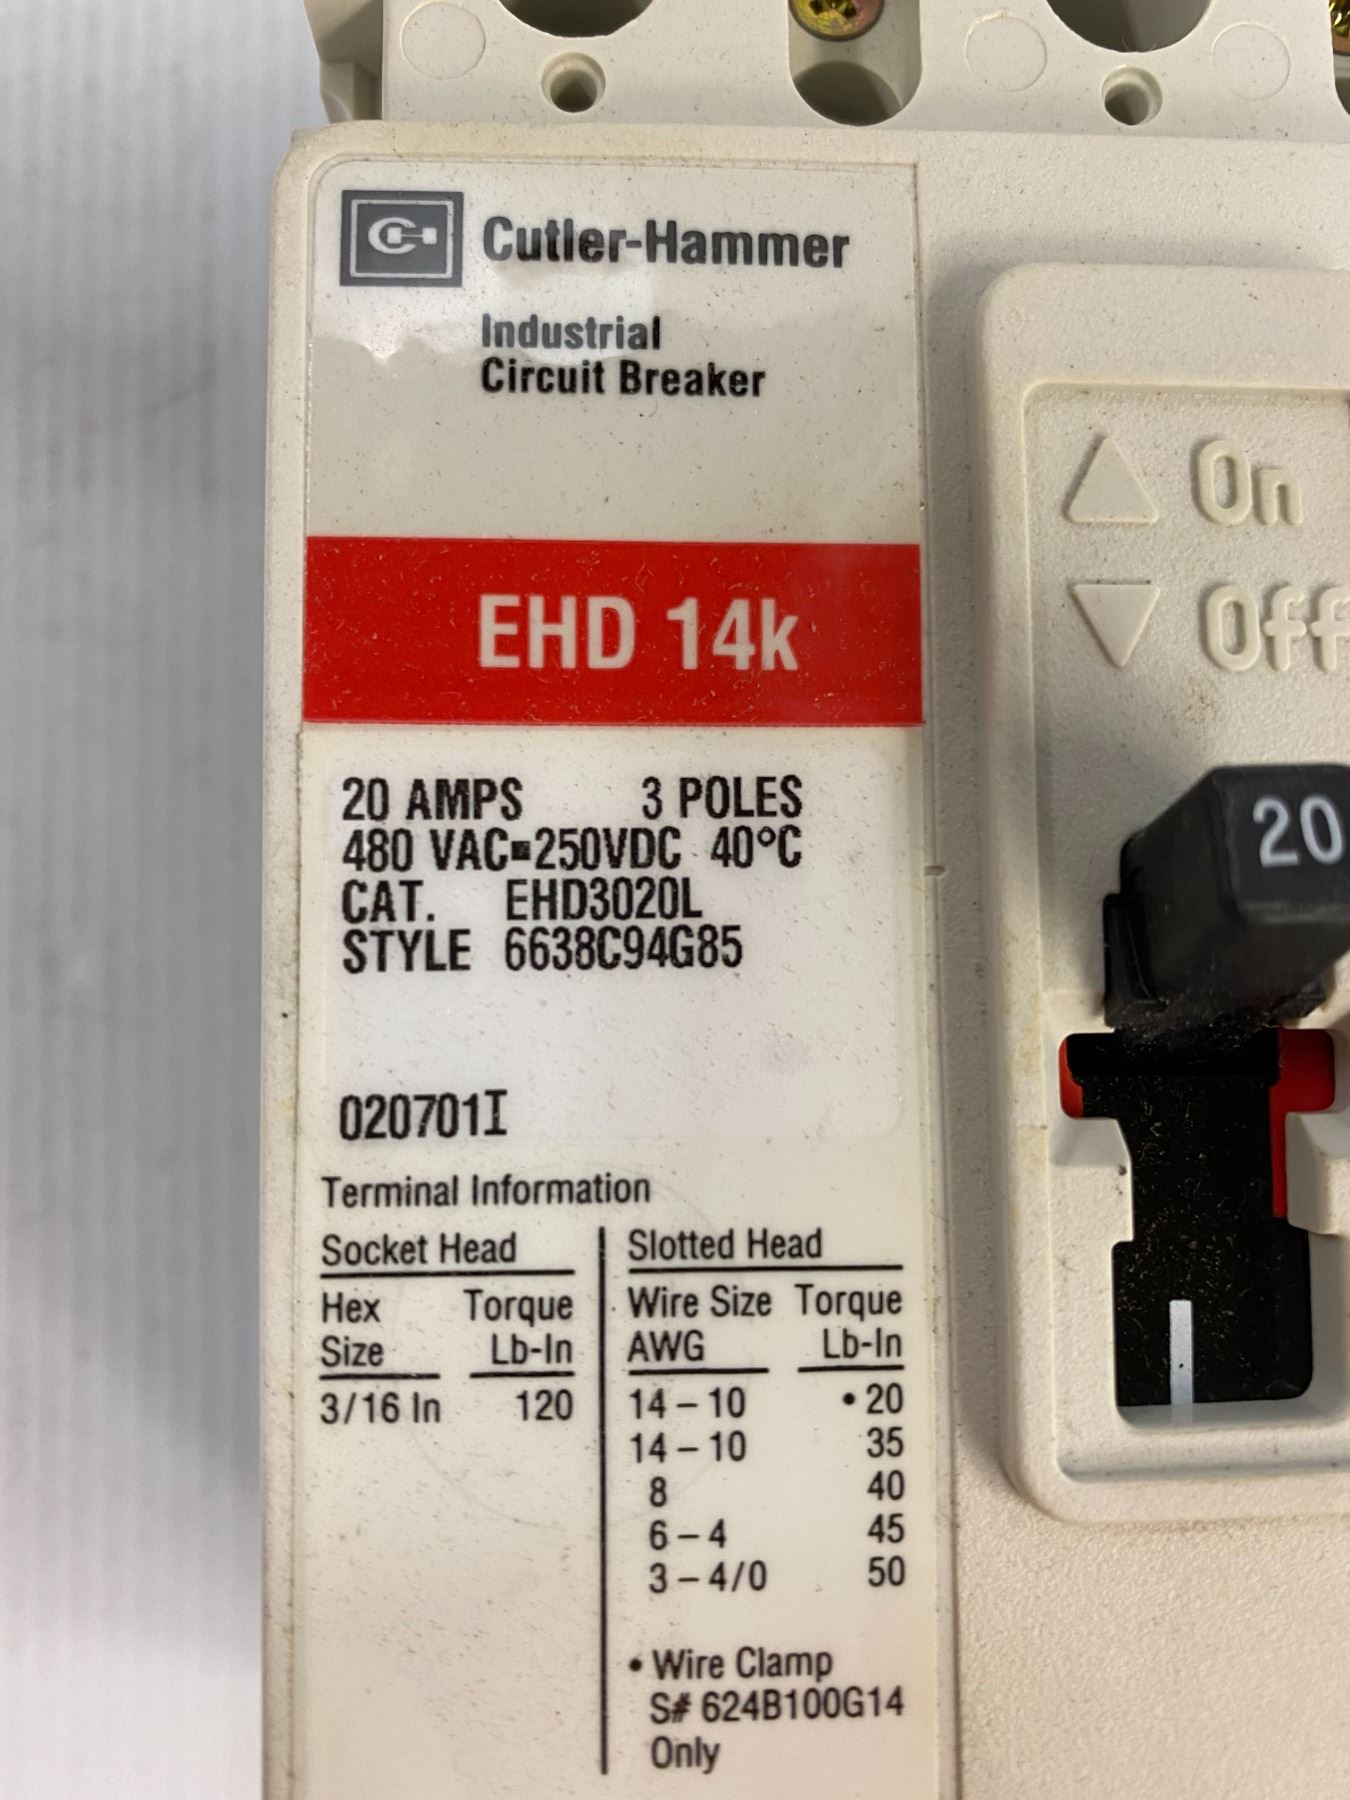 Cutler-Hammer
Industrial
Circuit Breaker
EHD 14k
20 AMPS 3 POLES
480 VAC▪250VDC 40°C
CAT. EHD3020L
STYLE 6638C94G85
020701I
Terminal Information
Socket Head
Hex Torque
Size Lb-In
3/16 In 120
Slotted Head
Wire Size Torque
AWG Lb-In
14 – 10 • 20
14 – 10 35
8 40
6 – 4 45
3 – 4/0 50
• Wire Clamp
S# 624B100G14
Only
On
Off
20